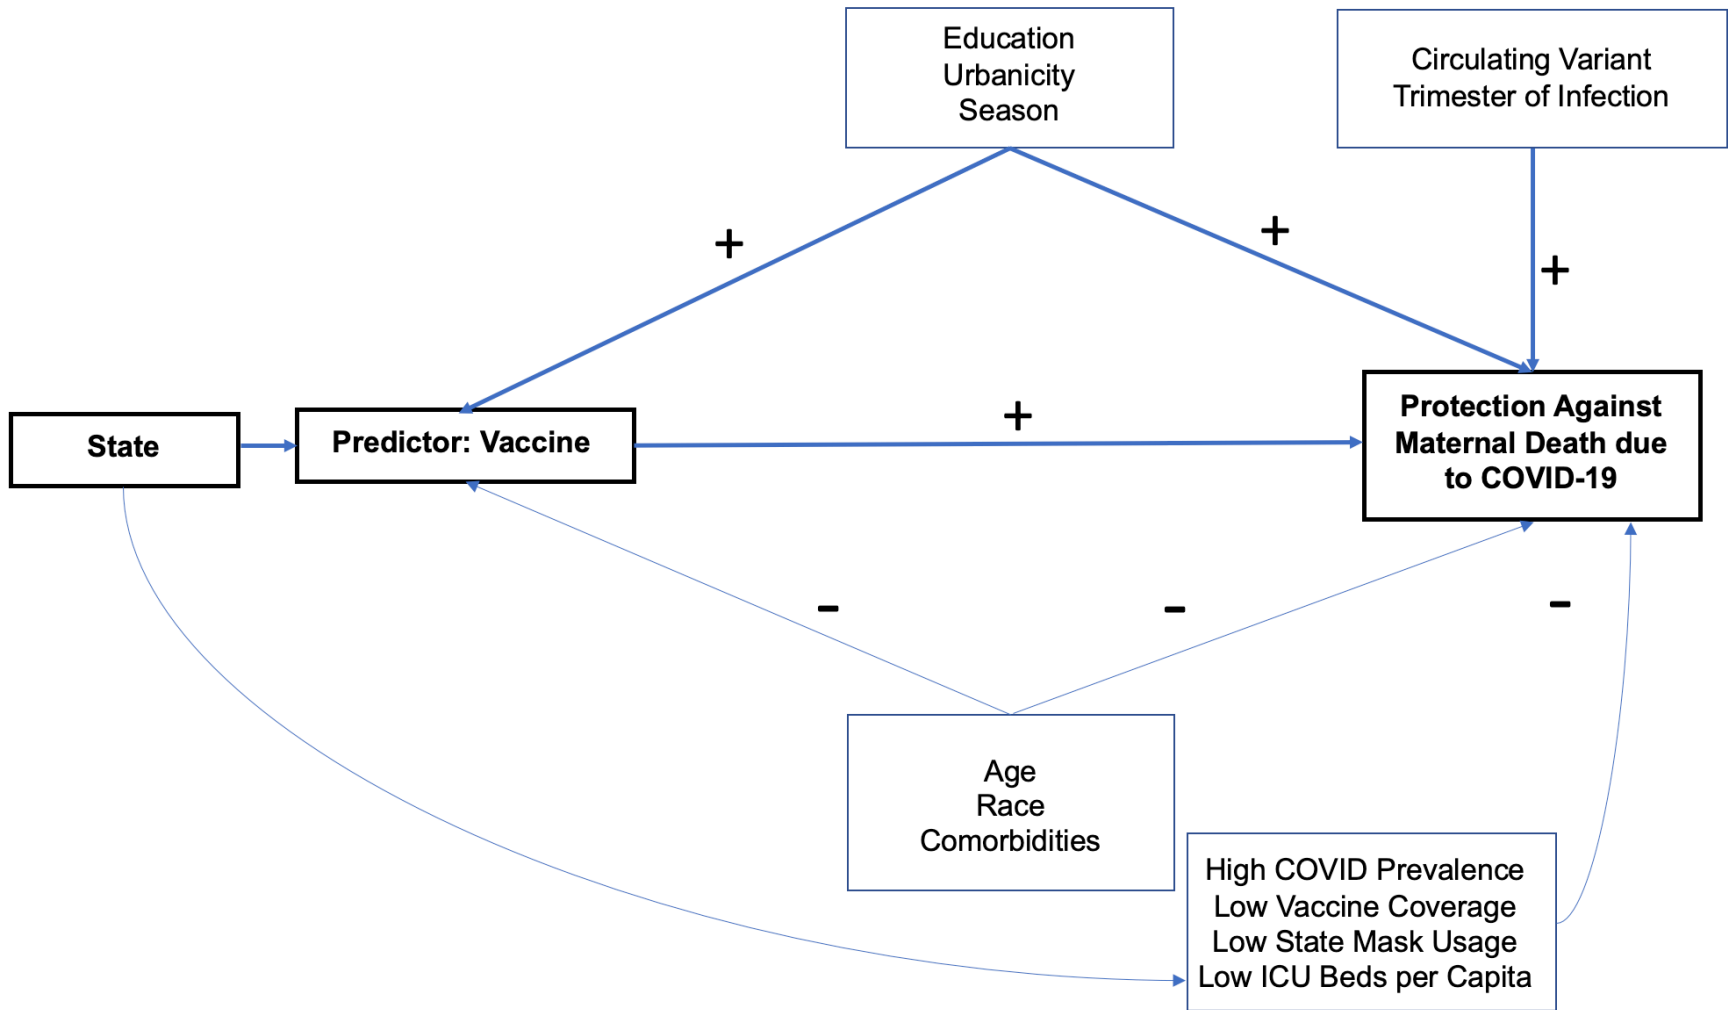 Education
Urbanicity
Season
Circulating Variant
Trimester of Infection
+
+
+
State
Predictor: Vaccine
+
Protection Against
Maternal Death due
to COVID-19
-
-
-
Age
Race
Comorbidities
High COVID Prevalence
Low Vaccine Coverage
Low State Mask Usage
Low ICU Beds per Capita